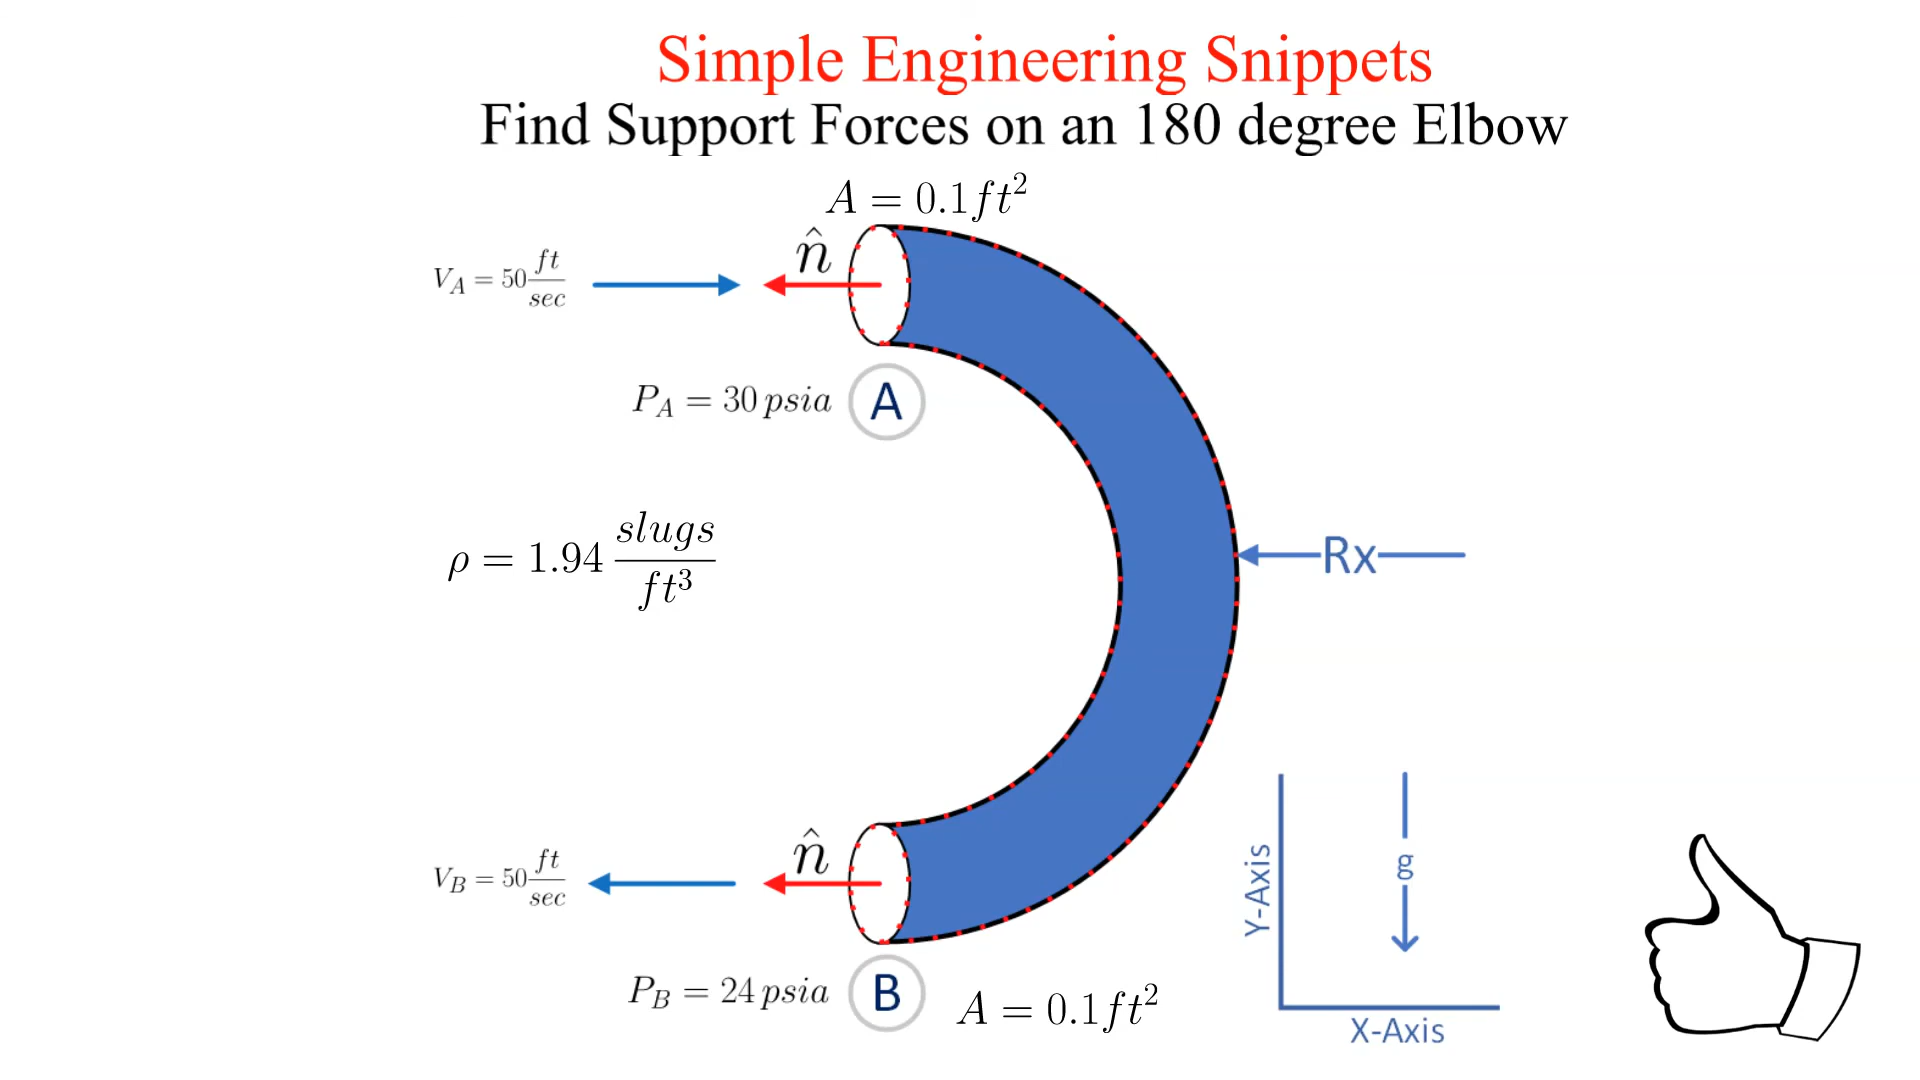 Simple Engineering Snippets
Find Support Forces on an 180 degree Elbow
A = 0.1ft²
n̂
V_A = 50 ft/sec
P_A = 30 psia
A
ρ = 1.94 slugs/ft³
Rx
n̂
V_B = 50 ft/sec
P_B = 24 psia
B
A = 0.1ft²
Y-Axis
g
X-Axis